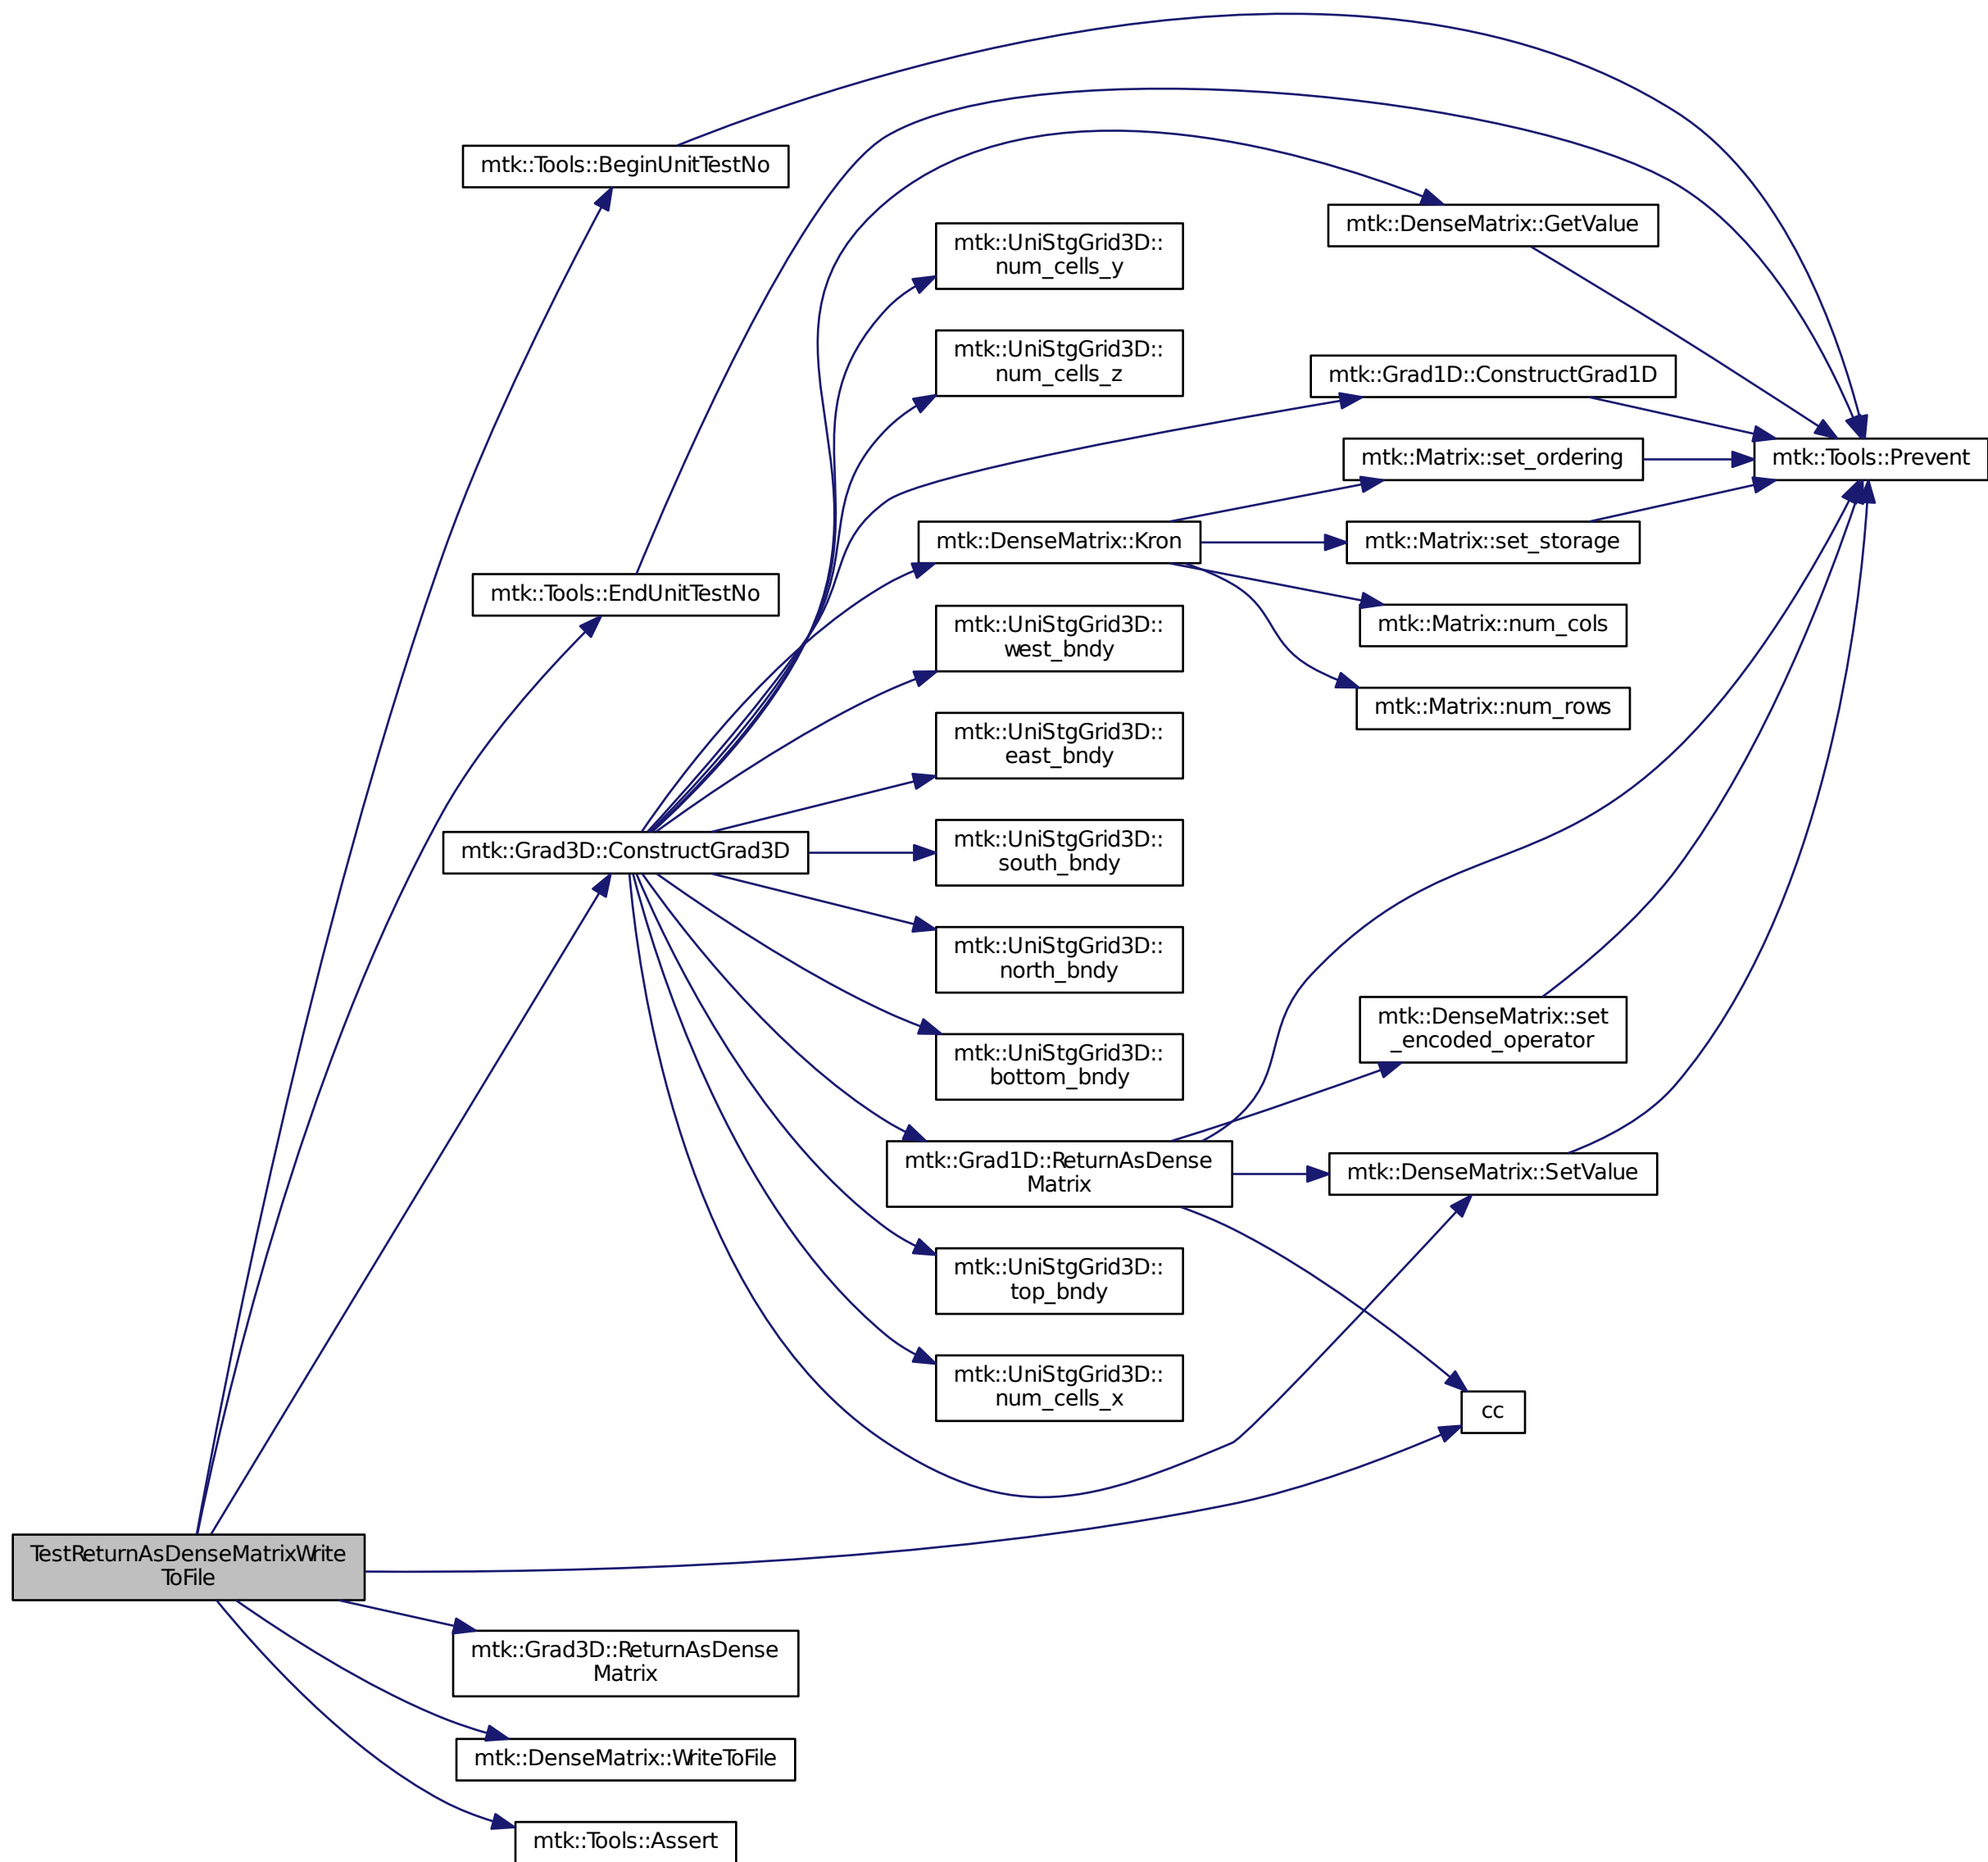 mtk::Tools::BeginUnitTestNo
mtk::DenseMatrix::GetValue
mtk::UniStgGrid3D::
num_cells_y
mtk::UniStgGrid3D::
num_cells_z
mtk::Grad1D::ConstructGrad1D
mtk::Matrix::set_ordering
mtk::Tools::Prevent
mtk::DenseMatrix::Kron
mtk::Matrix::set_storage
mtk::Tools::EndUnitTestNo
mtk::Matrix::num_cols
mtk::UniStgGrid3D::
west_bndy
mtk::Matrix::num_rows
mtk::UniStgGrid3D::
east_bndy
mtk::Grad3D::ConstructGrad3D
mtk::UniStgGrid3D::
south_bndy
mtk::UniStgGrid3D::
north_bndy
mtk::DenseMatrix::set
_encoded_operator
mtk::UniStgGrid3D::
bottom_bndy
mtk::Grad1D::ReturnAsDense
Matrix
mtk::DenseMatrix::SetValue
mtk::UniStgGrid3D::
top_bndy
mtk::UniStgGrid3D::
num_cells_x
cc
TestReturnAsDenseMatrixWrite
ToFile
mtk::Grad3D::ReturnAsDense
Matrix
mtk::DenseMatrix::WriteToFile
mtk::Tools::Assert